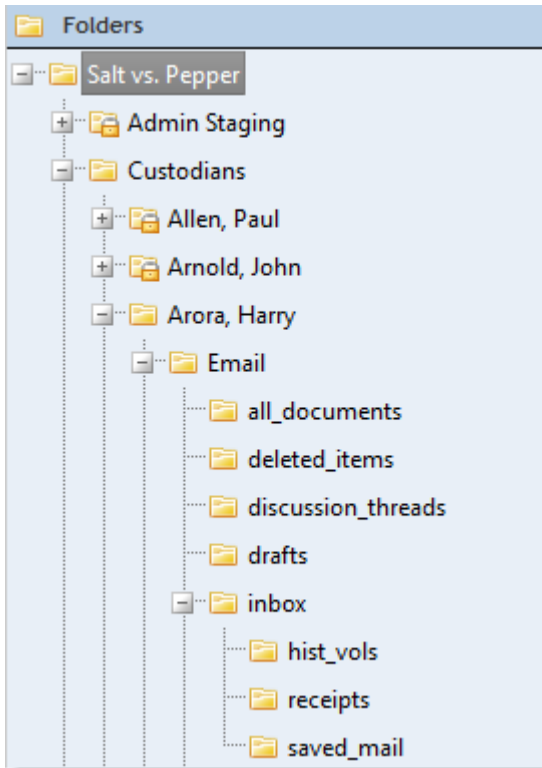 Folders
Salt vs. Pepper
Admin Staging
Custodians
Allen, Paul
Arnold, John
Arora, Harry
Email
all_documents
deleted_items
discussion_threads
drafts
inbox
hist_vols
receipts
saved_mail